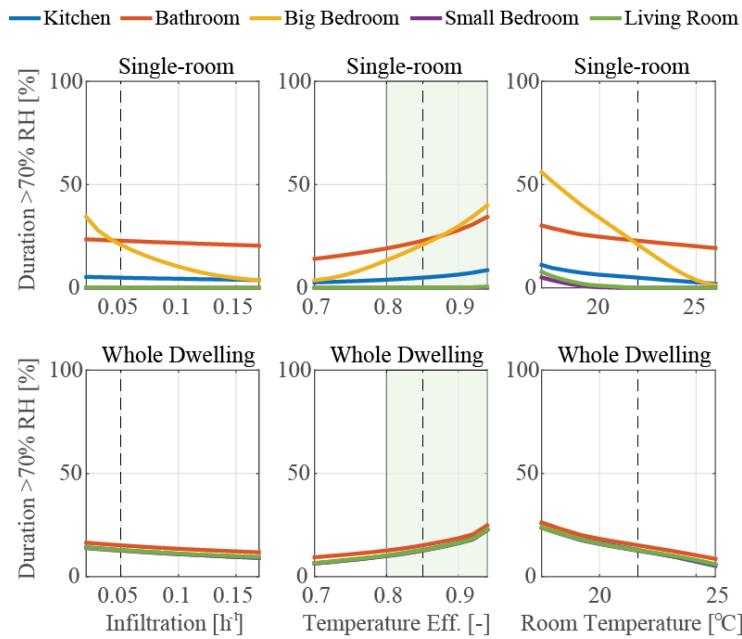 Kitchen Bathroom Big Bedroom Small Bedroom Living Room
Single-room Single-room Single-room
Duration >70% RH [%]
100 100 100
50 50 50
0 0 0
0.05 0.1 0.15 0.7 0.8 0.9 20 25
Whole Dwelling Whole Dwelling Whole Dwelling
Duration >70% RH [%]
100 100 100
50 50 50
0 0 0
0.05 0.1 0.15 0.7 0.8 0.9 20 25
Infiltration [h⁻¹] Temperature Eff. [-] Room Temperature [°C]